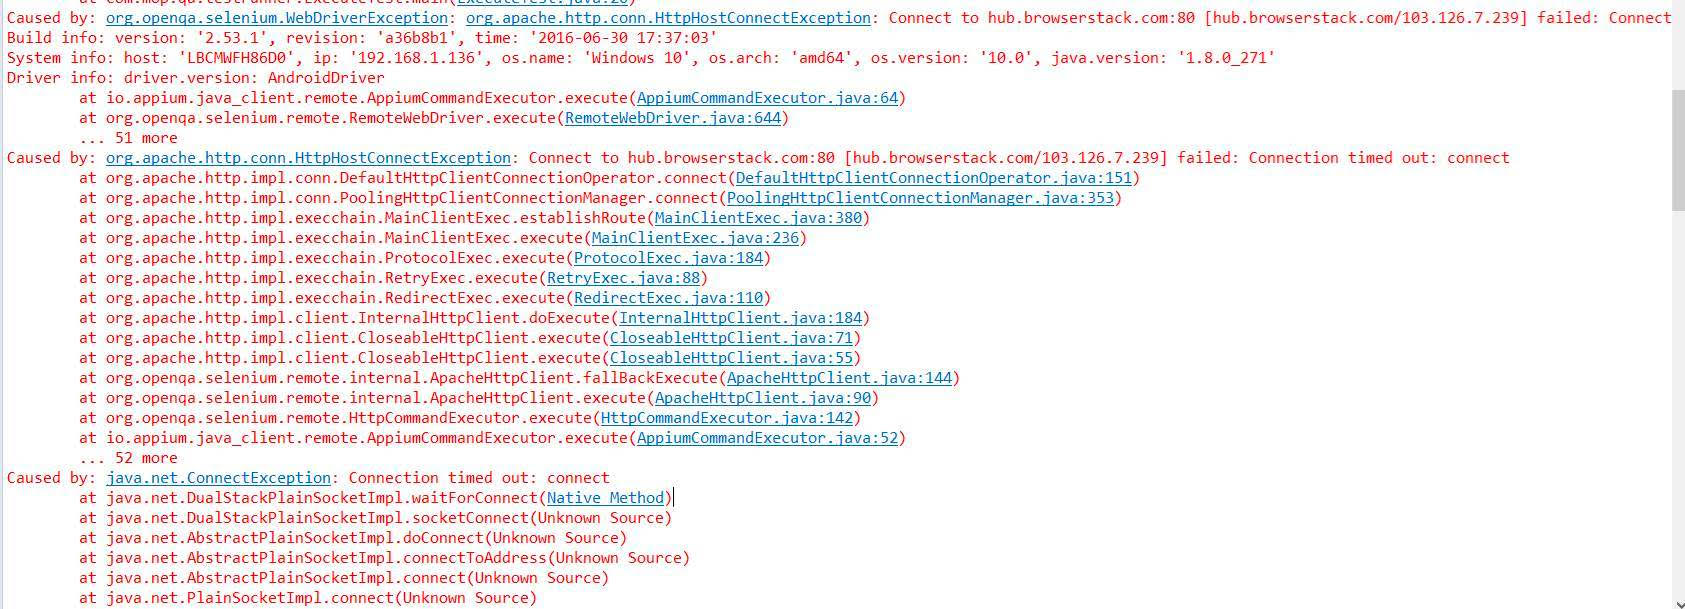 at com.mop.qa.testrunner.ExecuteTest.main(ExecuteTest.java:26)
Caused by: org.openqa.selenium.WebDriverException: org.apache.http.conn.HttpHostConnectException: Connect to hub.browserstack.com:80 [hub.browserstack.com/103.126.7.239] failed: Connect
Build info: version: '2.53.1', revision: 'a36b8b1', time: '2016-06-30 17:37:03'
System info: host: 'LBCMWFH86D0', ip: '192.168.1.136', os.name: 'Windows 10', os.arch: 'amd64', os.version: '10.0', java.version: '1.8.0_271'
Driver info: driver.version: AndroidDriver
at io.appium.java_client.remote.AppiumCommandExecutor.execute(AppiumCommandExecutor.java:64)
at org.openqa.selenium.remote.RemoteWebDriver.execute(RemoteWebDriver.java:644)
... 51 more
Caused by: org.apache.http.conn.HttpHostConnectException: Connect to hub.browserstack.com:80 [hub.browserstack.com/103.126.7.239] failed: Connection timed out: connect
at org.apache.http.impl.conn.DefaultHttpClientConnectionOperator.connect(DefaultHttpClientConnectionOperator.java:151)
at org.apache.http.impl.conn.PoolingHttpClientConnectionManager.connect(PoolingHttpClientConnectionManager.java:353)
at org.apache.http.impl.execchain.MainClientExec.establishRoute(MainClientExec.java:380)
at org.apache.http.impl.execchain.MainClientExec.execute(MainClientExec.java:236)
at org.apache.http.impl.execchain.ProtocolExec.execute(ProtocolExec.java:184)
at org.apache.http.impl.execchain.RetryExec.execute(RetryExec.java:88)
at org.apache.http.impl.execchain.RedirectExec.execute(RedirectExec.java:110)
at org.apache.http.impl.client.InternalHttpClient.doExecute(InternalHttpClient.java:184)
at org.apache.http.impl.client.CloseableHttpClient.execute(CloseableHttpClient.java:71)
at org.apache.http.impl.client.CloseableHttpClient.execute(CloseableHttpClient.java:55)
at org.openqa.selenium.remote.internal.ApacheHttpClient.fallBackExecute(ApacheHttpClient.java:144)
at org.openqa.selenium.remote.internal.ApacheHttpClient.execute(ApacheHttpClient.java:90)
at org.openqa.selenium.remote.HttpCommandExecutor.execute(HttpCommandExecutor.java:142)
at io.appium.java_client.remote.AppiumCommandExecutor.execute(AppiumCommandExecutor.java:52)
... 52 more
Caused by: java.net.ConnectException: Connection timed out: connect
at java.net.DualStackPlainSocketImpl.waitForConnect(Native Method)
at java.net.DualStackPlainSocketImpl.socketConnect(Unknown Source)
at java.net.AbstractPlainSocketImpl.doConnect(Unknown Source)
at java.net.AbstractPlainSocketImpl.connectToAddress(Unknown Source)
at java.net.AbstractPlainSocketImpl.connect(Unknown Source)
at java.net.PlainSocketImpl.connect(Unknown Source)